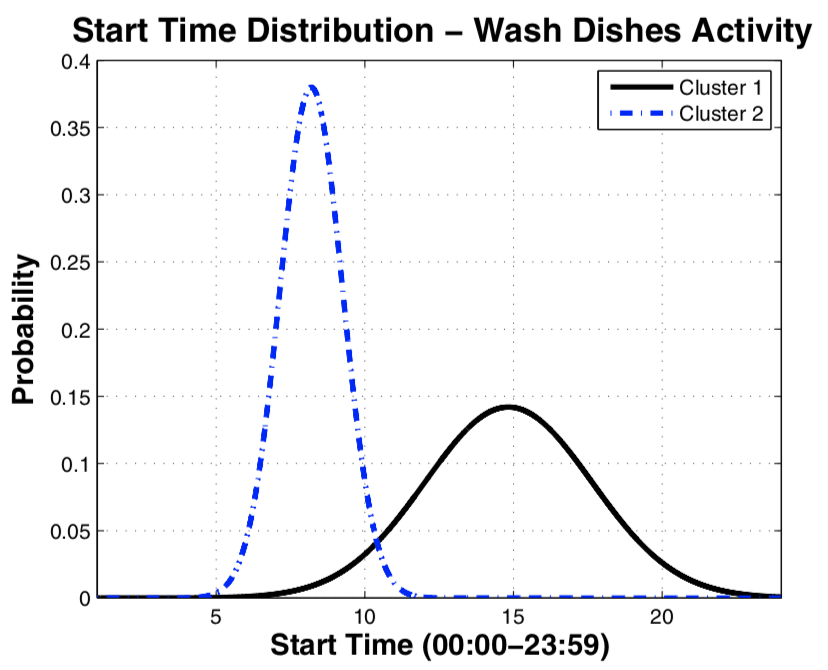 Start Time Distribution – Wash Dishes Activity
0.4
0.35
0.3
0.25
0.2
0.15
0.1
0.05
0
Probability
Cluster 1
Cluster 2
5 10 15 20
Start Time (00:00–23:59)